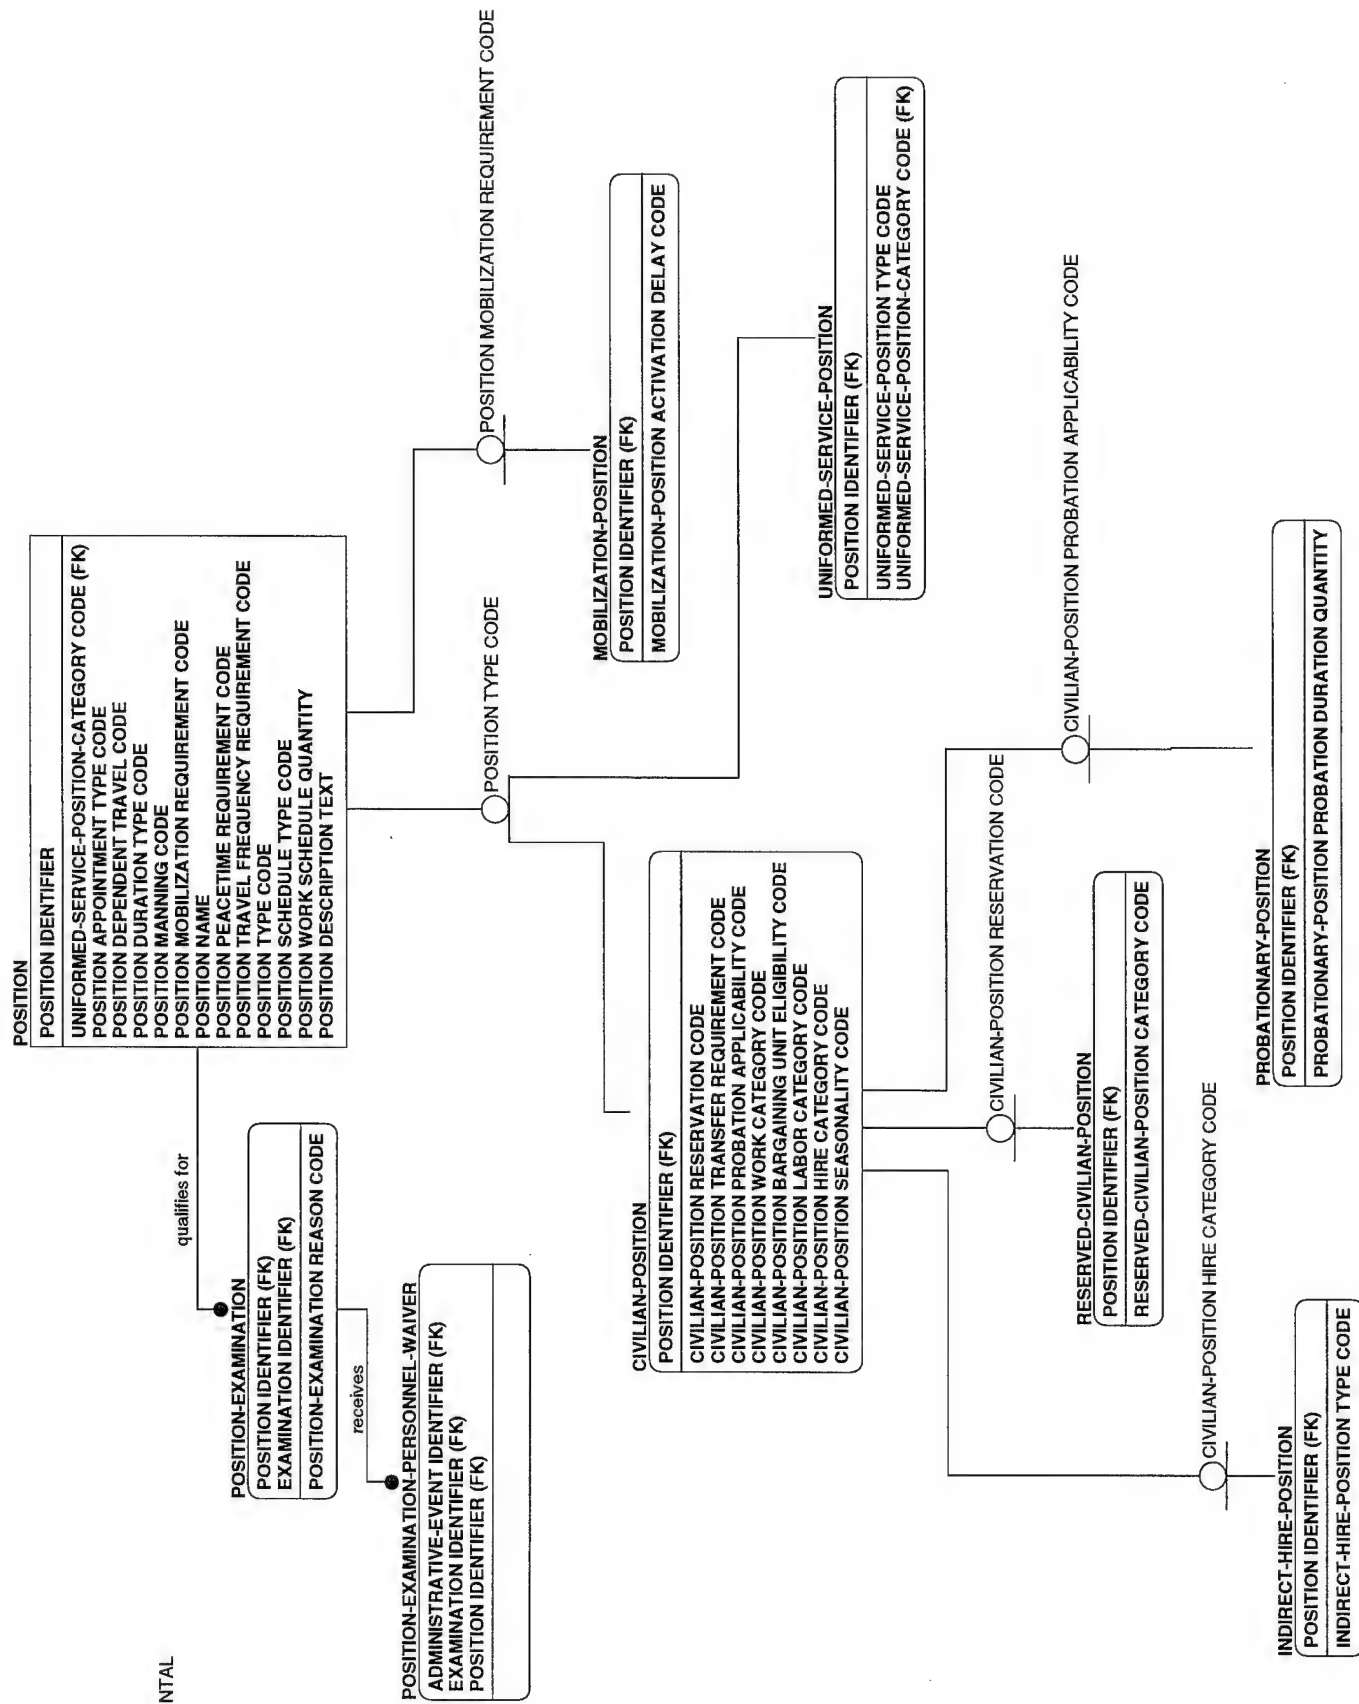 POSITION
POSITION IDENTIFIER
UNIFORMED-SERVICE-POSITION-CATEGORY CODE (FK)
POSITION APPOINTMENT TYPE CODE
POSITION DEPENDENT TRAVEL CODE
POSITION DURATION TYPE CODE
POSITION MANNING CODE
POSITION MOBILIZATION REQUIREMENT CODE
POSITION NAME
POSITION PEACETIME REQUIREMENT CODE
POSITION TRAVEL FREQUENCY REQUIREMENT CODE
POSITION TYPE CODE
POSITION SCHEDULE TYPE CODE
POSITION WORK SCHEDULE QUANTITY
POSITION DESCRIPTION TEXT
NTAL
qualifies for
POSITION-EXAMINATION
POSITION IDENTIFIER (FK)
EXAMINATION IDENTIFIER (FK)
POSITION-EXAMINATION REASON CODE
receives
POSITION-EXAMINATION-PERSONNEL-WAIVER
ADMINISTRATIVE-EVENT IDENTIFIER (FK)
EXAMINATION IDENTIFIER (FK)
POSITION IDENTIFIER (FK)
POSITION TYPE CODE
POSITION MOBILIZATION REQUIREMENT CODE
MOBILIZATION-POSITION
POSITION IDENTIFIER (FK)
MOBILIZATION-POSITION ACTIVATION DELAY CODE
CIVILIAN-POSITION
POSITION IDENTIFIER (FK)
CIVILIAN-POSITION RESERVATION CODE
CIVILIAN-POSITION TRANSFER REQUIREMENT CODE
CIVILIAN-POSITION PROBATION APPLICABILITY CODE
CIVILIAN-POSITION WORK CATEGORY CODE
CIVILIAN-POSITION BARGAINING UNIT ELIGIBILITY CODE
CIVILIAN-POSITION LABOR CATEGORY CODE
CIVILIAN-POSITION HIRE CATEGORY CODE
CIVILIAN-POSITION SEASONALITY CODE
UNIFORMED-SERVICE-POSITION
POSITION IDENTIFIER (FK)
UNIFORMED-SERVICE-POSITION TYPE CODE
UNIFORMED-SERVICE-POSITION-CATEGORY CODE (FK)
CIVILIAN-POSITION RESERVATION CODE
CIVILIAN-POSITION PROBATION APPLICABILITY CODE
RESERVED-CIVILIAN-POSITION
POSITION IDENTIFIER (FK)
RESERVED-CIVILIAN-POSITION CATEGORY CODE
CIVILIAN-POSITION HIRE CATEGORY CODE
INDIRECT-HIRE-POSITION
POSITION IDENTIFIER (FK)
INDIRECT-HIRE-POSITION TYPE CODE
PROBATIONARY-POSITION
POSITION IDENTIFIER (FK)
PROBATIONARY-POSITION PROBATION DURATION QUANTITY